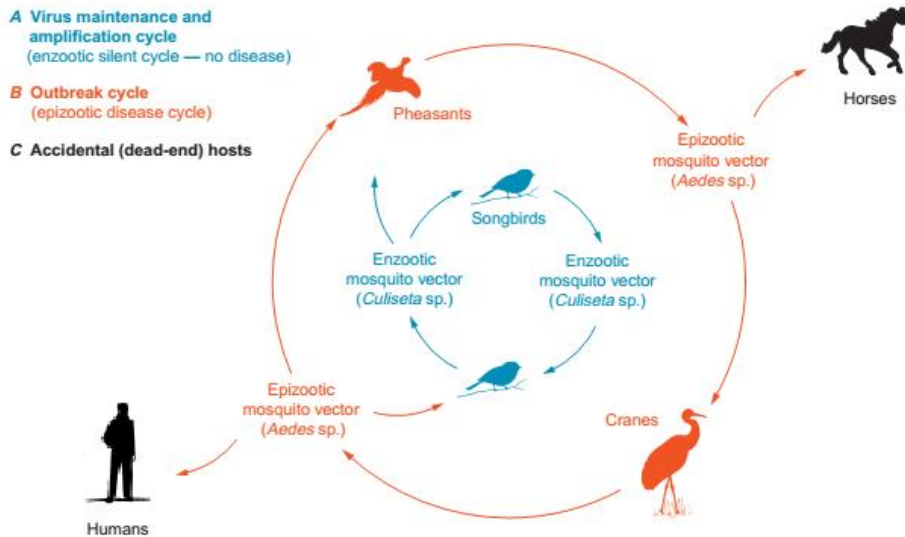 A Virus maintenance and
amplification cycle
(enzootic silent cycle — no disease)
B Outbreak cycle
(epizootic disease cycle)
C Accidental (dead-end) hosts
Pheasants
Horses
Epizootic
mosquito vector
(Aedes sp.)
Songbirds
Enzootic
mosquito vector
(Culiseta sp.)
Enzootic
mosquito vector
(Culiseta sp.)
Epizootic
mosquito vector
(Aedes sp.)
Cranes
Humans